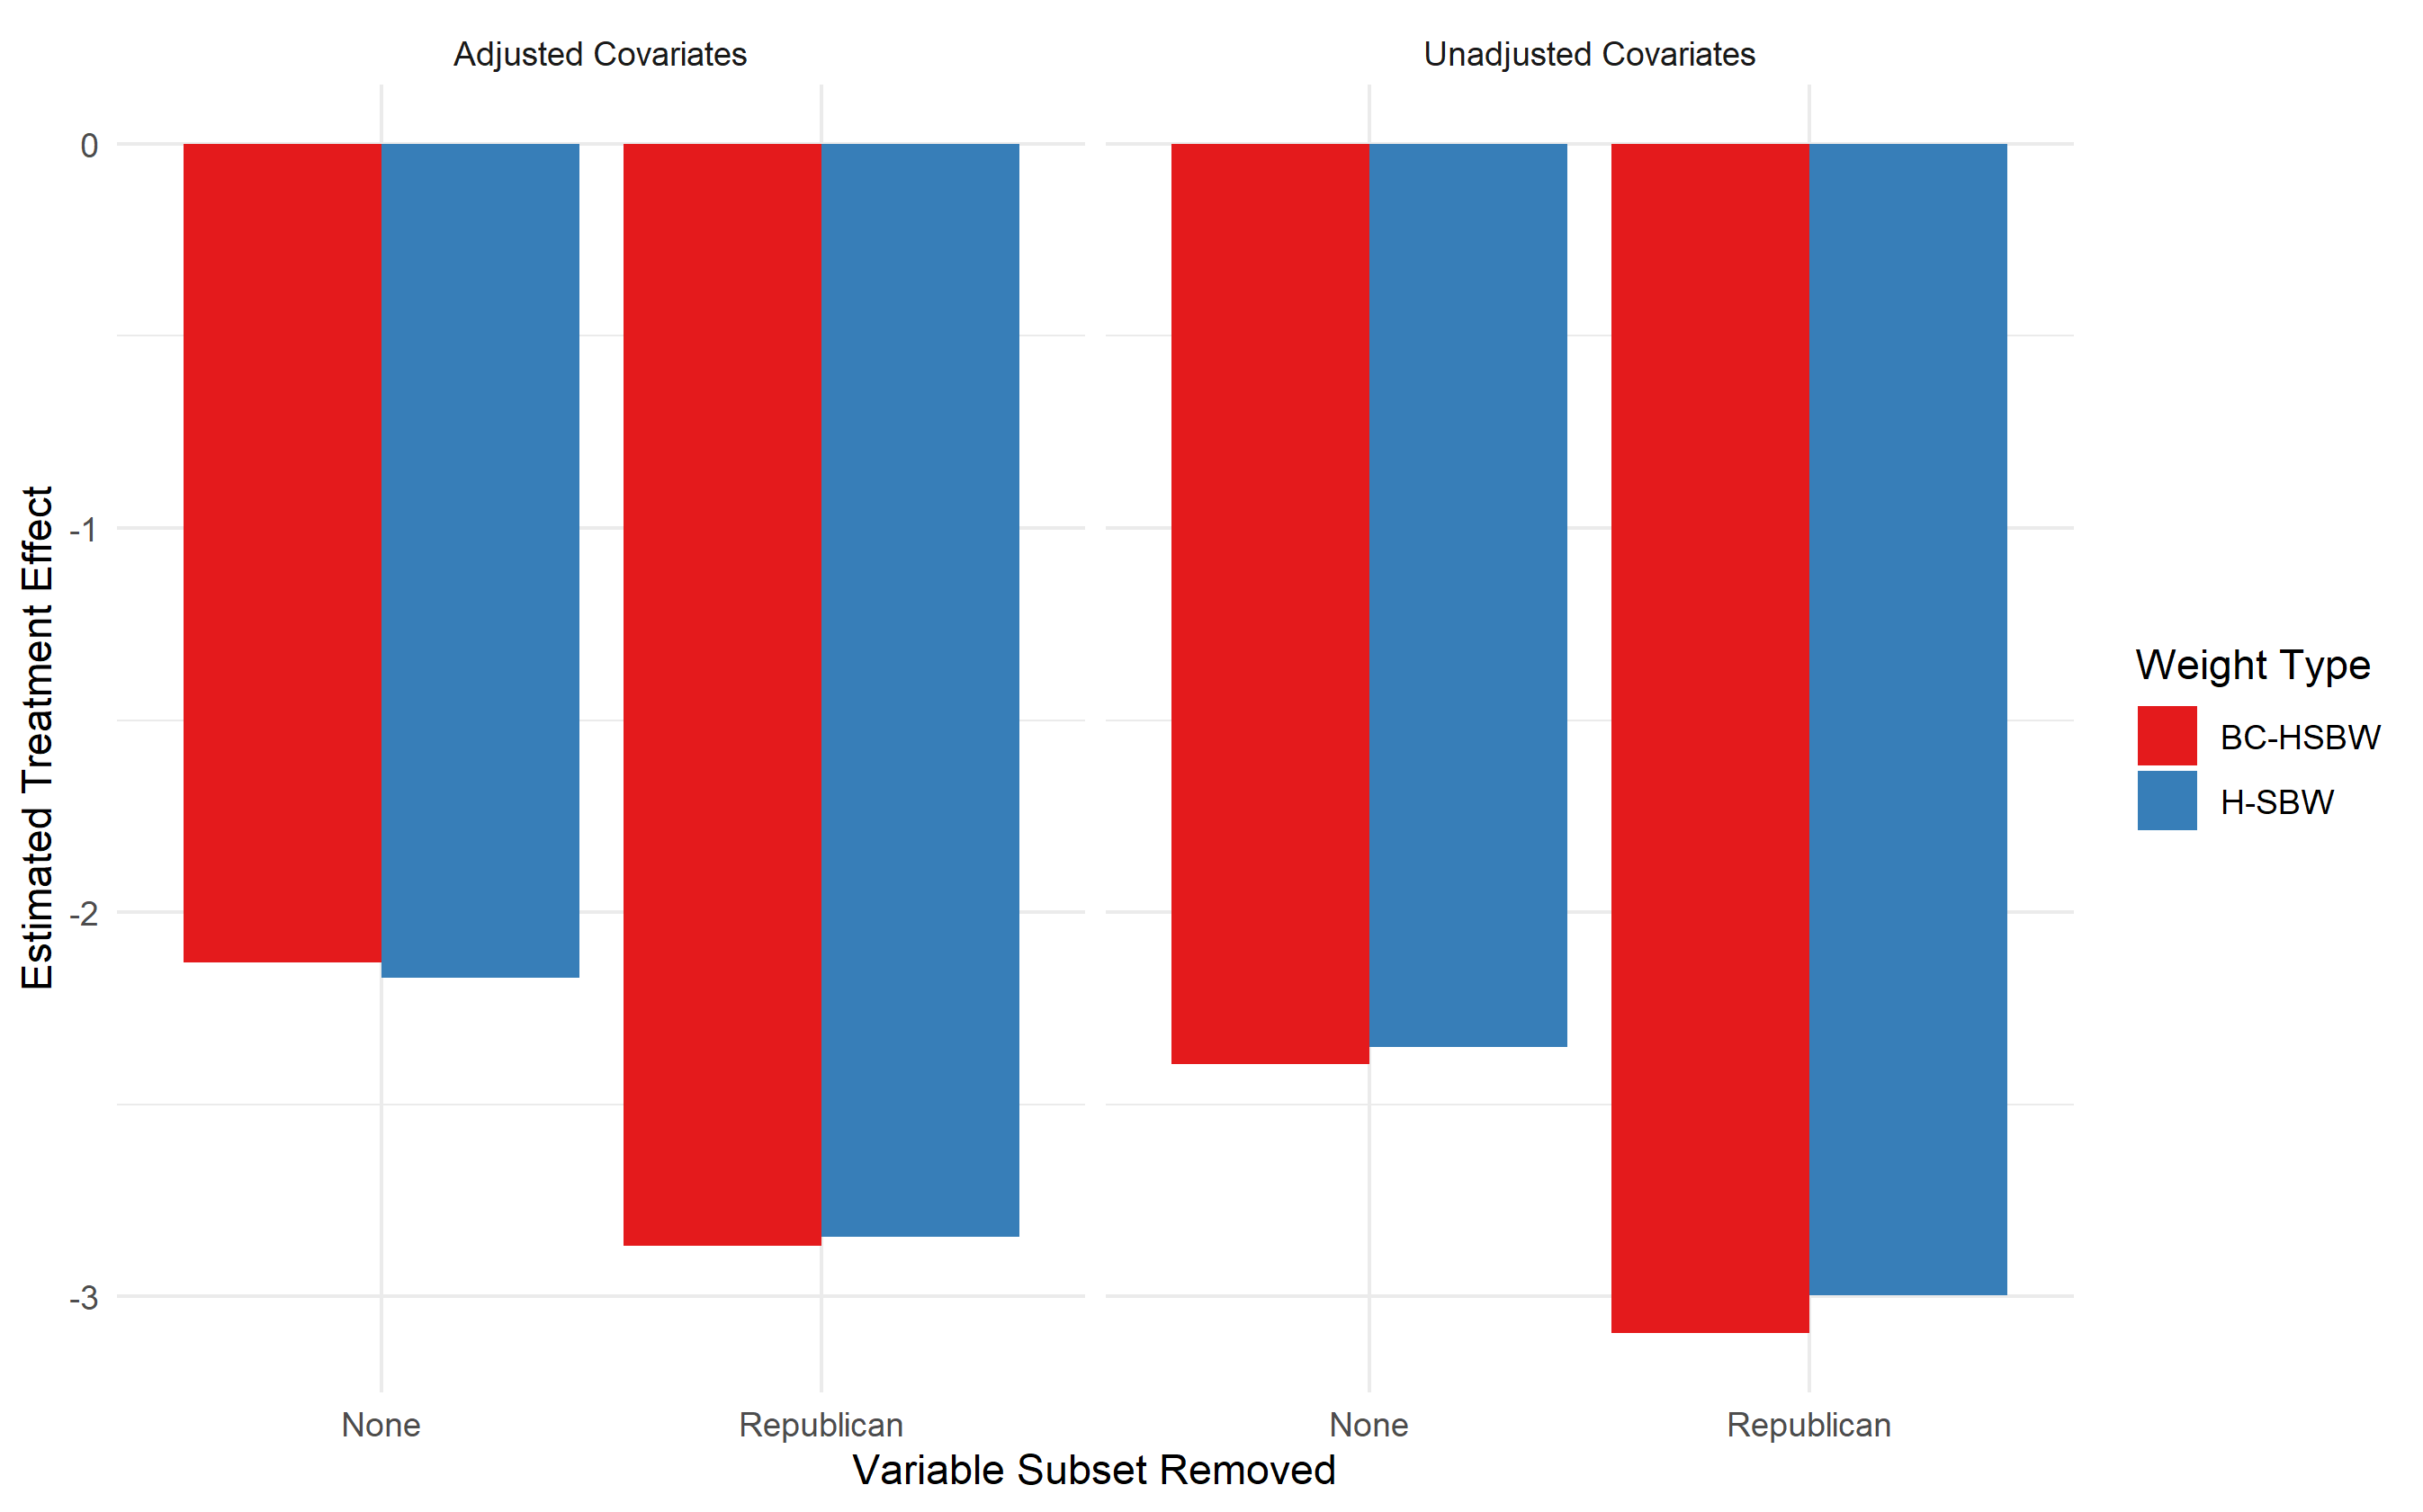 Adjusted Covariates
Unadjusted Covariates
0
-1
-2
-3
Estimated Treatment Effect
None
Republican
None
Republican
Variable Subset Removed
Weight Type
BC-HSBW
H-SBW